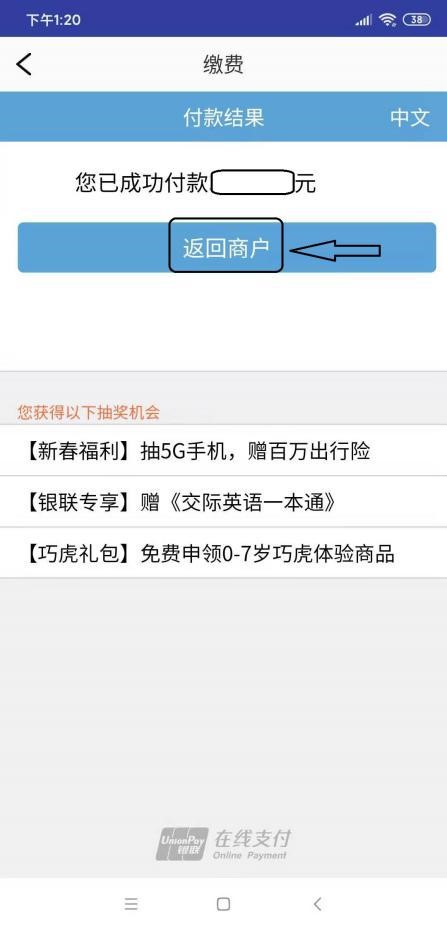 下午1:20
38
缴费
付款结果
中文
您已成功付款 元
返回商户
您获得以下抽奖机会
【新春福利】抽5G手机，赠百万出行险
【银联专享】赠《交际英语一本通》
【巧虎礼包】免费申领0-7岁巧虎体验商品
UnionPay
银联
在线支付
Online Payment